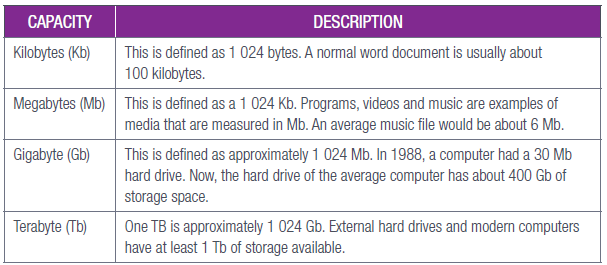 CAPACITY DESCRIPTION
Kilobytes (Kb) This is defined as 1 024 bytes. A normal word document is usually about
100 kilobytes.
Megabytes (Mb) This is defined as a 1 024 Kb. Programs, videos and music are examples of
media that are measured in Mb. An average music file would be about 6 Mb.
Gigabyte (Gb) This is defined as approximately 1 024 Mb. In 1988, a computer had a 30 Mb
hard drive. Now, the hard drive of the average computer has about 400 Gb of
storage space.
Terabyte (Tb) One TB is approximately 1 024 Gb. External hard drives and modern computers
have at least 1 Tb of storage available.